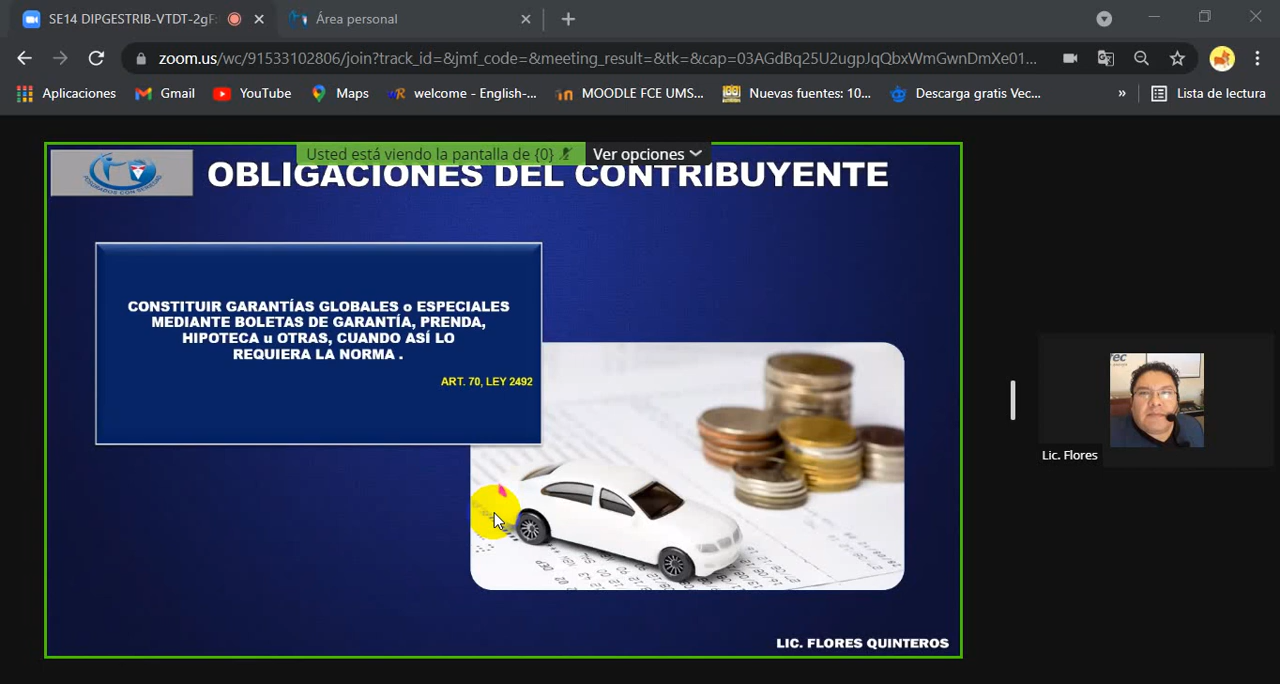 SE14 DIPGESTRIB-VTDT-2gF
Área personal
zoom.us/wc/91533102806/join?track_id=&jmf_code=&meeting_result=&tk=&cap=03AGdBq25U2ugpJqQbxWmGwnDmXe01...
Aplicaciones
Gmail
YouTube
Maps
welcome - English-...
MOODLE FCE UMS...
Nuevas fuentes: 10...
Descarga gratis Vec...
»
Lista de lectura
Usted está viendo la pantalla de {0}
Ver opciones
OBLIGACIONES DEL CONTRIBUYENTE
CONSTITUIR GARANTÍAS GLOBALES o ESPECIALES
MEDIANTE BOLETAS DE GARANTÍA, PRENDA,
HIPOTECA u OTRAS, CUANDO ASÍ LO
REQUIERA LA NORMA .
ART. 70, LEY 2492
Lic. Flores
LIC. FLORES QUINTEROS